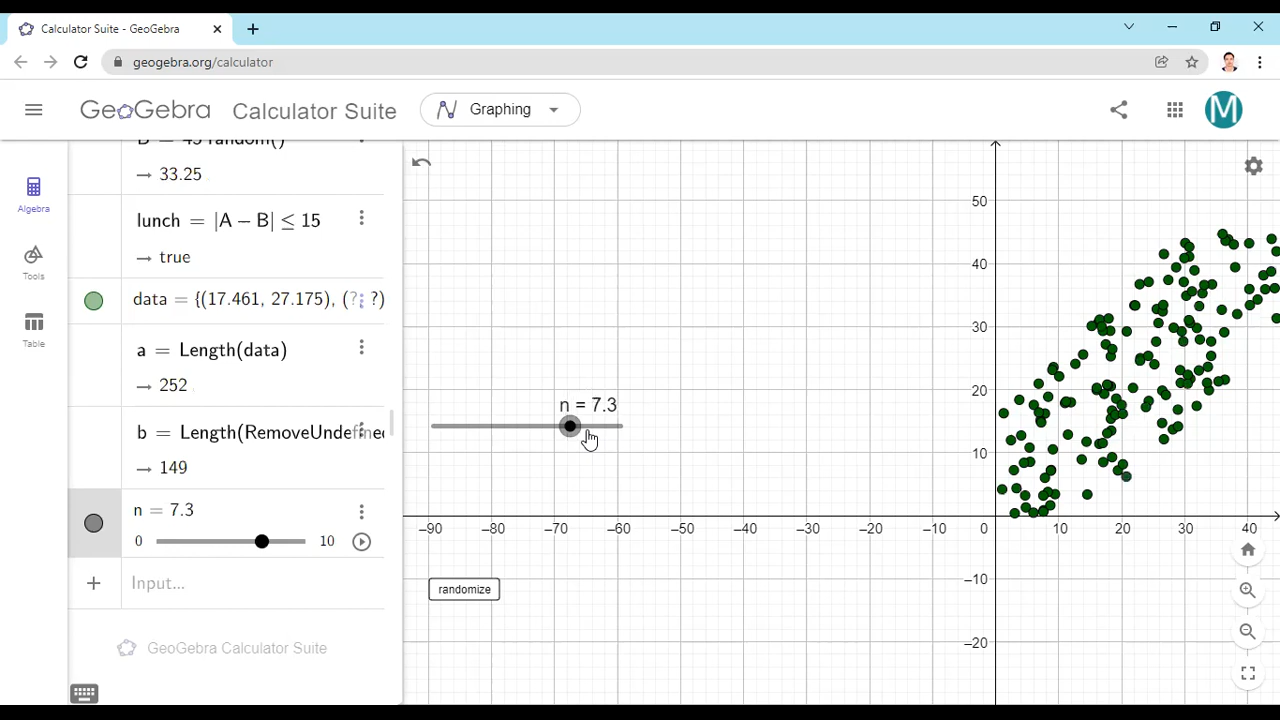 Calculator Suite - GeoGebra
geogebra.org/calculator
GeoGebra
Calculator Suite
Graphing
M
Algebra
Tools
Table
B = 45 random()
→ 33.25
lunch = |A − B| ≤ 15
→ true
data = {(17.461, 27.175), (?, ?)
a = Length(data)
→ 252
b = Length(RemoveUndefined
→ 149
n = 7.3
0
10
Input...
GeoGebra Calculator Suite
n = 7.3
randomize
50
40
30
20
10
−10
−20
−90
−80
−70
−60
−50
−40
−30
−20
−10
0
10
20
30
40